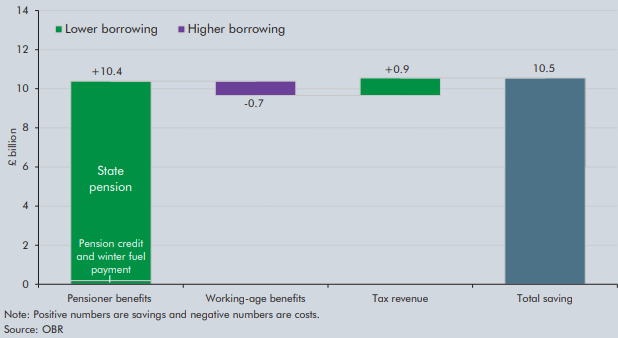 14
Lower borrowing Higher borrowing
12
+10.4
+0.9
10.5
10
-0.7
8
£ billion
6
State
pension
4
2
Pension credit
and winter fuel
payment
0
Pensioner benefits Working-age benefits Tax revenue Total saving
Note: Positive numbers are savings and negative numbers are costs.
Source: OBR